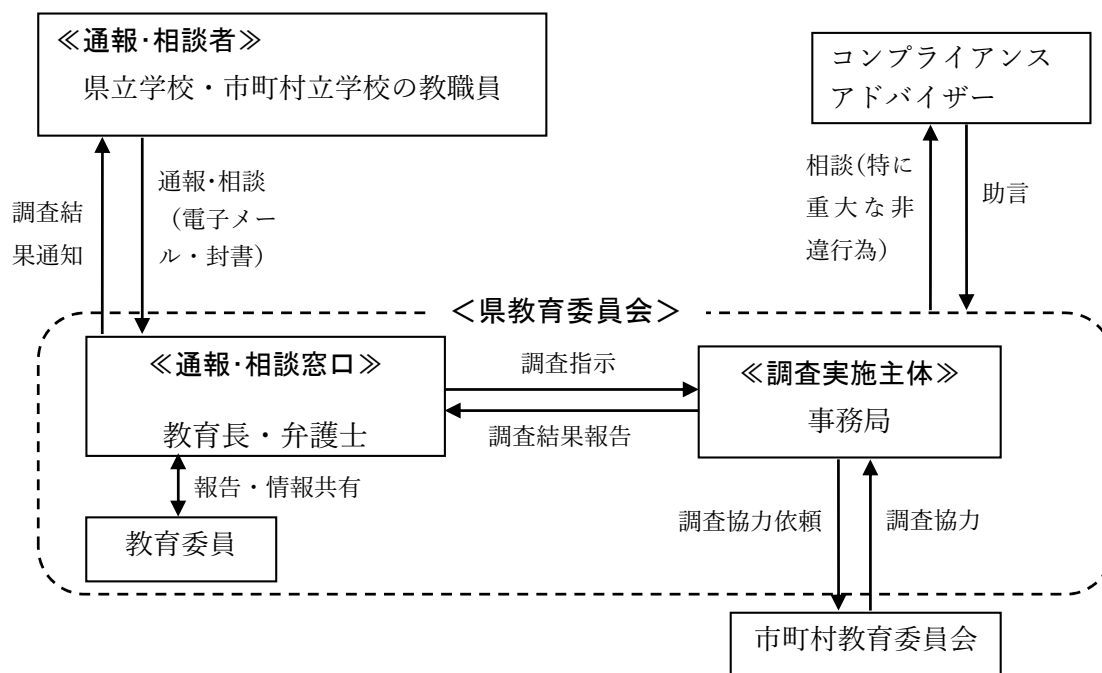 ≪通報・相談者≫
県立学校・市町村立学校の教職員
コンプライアンス
アドバイザー
調査結
果通知
通報・相談
（電子メー
ル・封書）
相談（特に
重大な非
違行為）
助言
＜県教育委員会＞
≪通報・相談窓口≫
教育長・弁護士
調査指示
調査結果報告
≪調査実施主体≫
事務局
報告・情報共有
教育委員
調査協力依頼
調査協力
市町村教育委員会